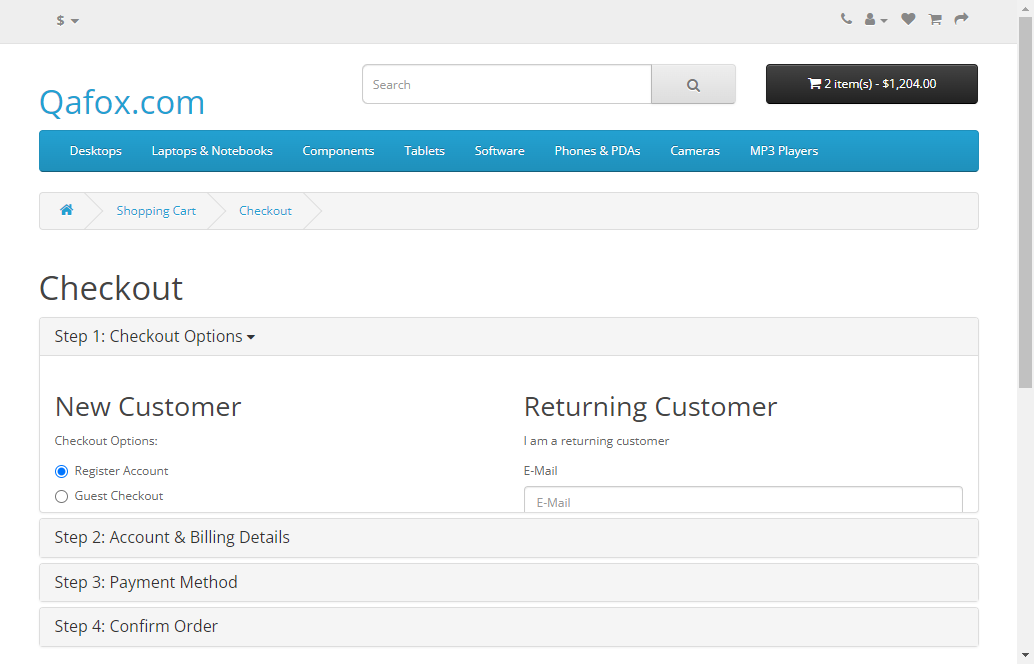 $
Search
2 item(s) - $1,204.00
Qafox.com
Desktops Laptops & Notebooks Components Tablets Software Phones & PDAs Cameras MP3 Players
Shopping Cart Checkout
Checkout
Step 1: Checkout Options
New Customer
Checkout Options:
Register Account
Guest Checkout
Returning Customer
I am a returning customer
E-Mail
E-Mail
Step 2: Account & Billing Details
Step 3: Payment Method
Step 4: Confirm Order